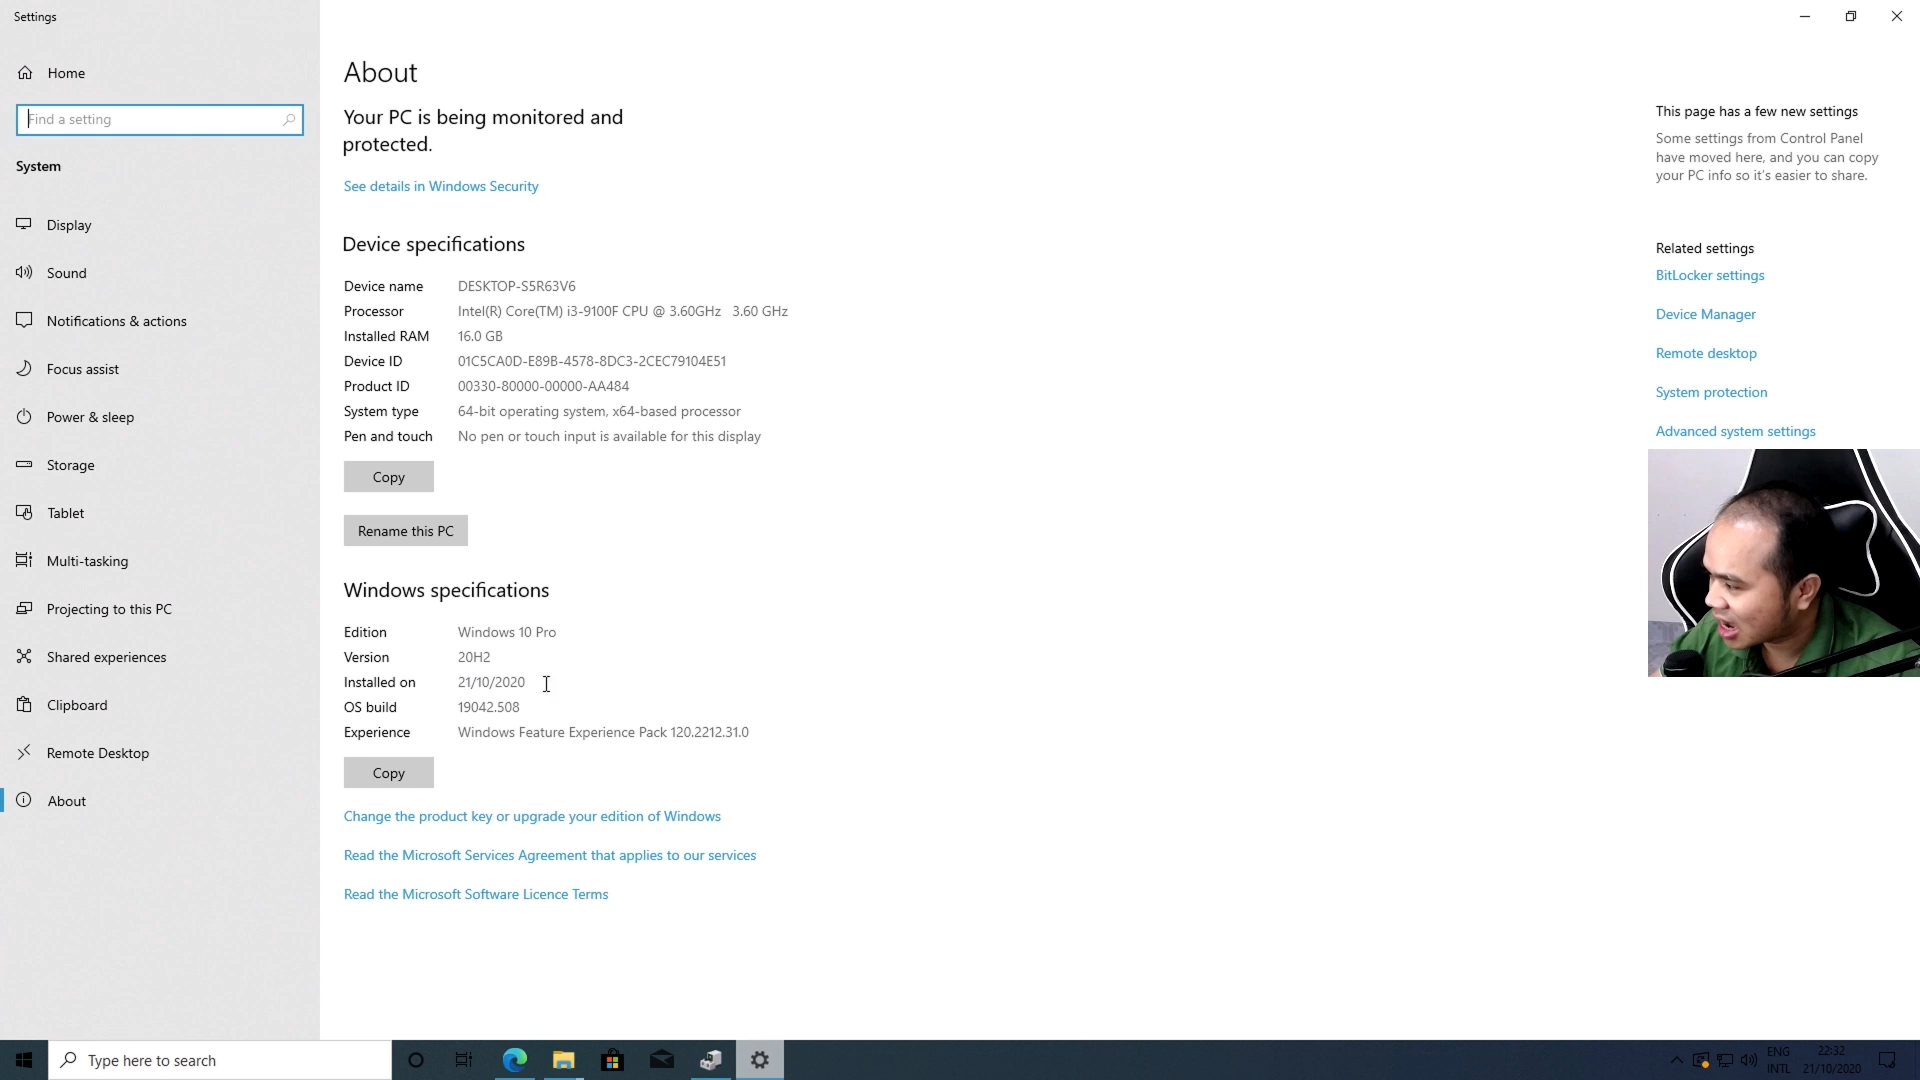 Settings
Home
Find a setting
System
Display
Sound
Notifications & actions
Focus assist
Power & sleep
Storage
Tablet
Multi-tasking
Projecting to this PC
Shared experiences
Clipboard
Remote Desktop
About
About
Your PC is being monitored and
protected.
See details in Windows Security
Device specifications
Device name DESKTOP-S5R63V6
Processor Intel(R) Core(TM) i3-9100F CPU @ 3.60GHz 3.60 GHz
Installed RAM 16.0 GB
Device ID 01C5CA0D-E89B-4578-8DC3-2CEC79104E51
Product ID 00330-80000-00000-AA484
System type 64-bit operating system, x64-based processor
Pen and touch No pen or touch input is available for this display
Copy
Rename this PC
Windows specifications
Edition Windows 10 Pro
Version 20H2
Installed on 21/10/2020
OS build 19042.508
Experience Windows Feature Experience Pack 120.2212.31.0
Copy
Change the product key or upgrade your edition of Windows
Read the Microsoft Services Agreement that applies to our services
Read the Microsoft Software Licence Terms
This page has a few new settings
Some settings from Control Panel
have moved here, and you can copy
your PC info so it's easier to share.
Related settings
BitLocker settings
Device Manager
Remote desktop
System protection
Advanced system settings
Type here to search
ENG
INTL
22:32
21/10/2020